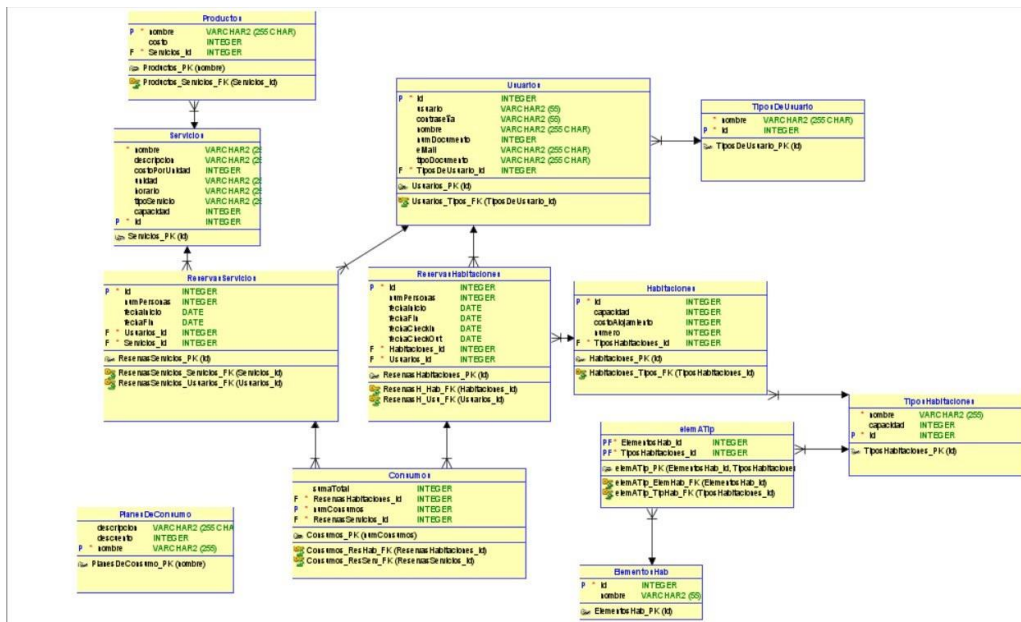 Productos
P * nombre VARCHAR2 (255 CHAR)
costo INTEGER
F * Servicios_id INTEGER
Productos_PK (nombre)
Productos_Servicios_FK (Servicios_id)
Servicios
* nombre VARCHAR2 (25
descripcion VARCHAR2 (25
costoPorUnidad INTEGER
unidad VARCHAR2 (25
horario VARCHAR2 (25
tipoServicio VARCHAR2 (25
capacidad INTEGER
P * id INTEGER
Servicios_PK (id)
Usuarios
P * id INTEGER
usuario VARCHAR2 (55)
contraseña VARCHAR2 (55)
nombre VARCHAR2 (255 CHAR)
numDocumento INTEGER
eMail VARCHAR2 (255 CHAR)
tipoDocumento VARCHAR2 (255 CHAR)
F * TiposDeUsuario_id INTEGER
Usuarios_PK (id)
Usuarios_Tipos_FK (TiposDeUsuario_id)
TiposDeUsuario
* nombre VARCHAR2 (255 CHAR)
P * id INTEGER
TiposDeUsuario_PK (id)
ReservasServicios
P * id INTEGER
numPersonas INTEGER
fechaInicio DATE
fechaFin DATE
F * Usuarios_id INTEGER
F * Servicios_id INTEGER
ReservasServicios_PK (id)
ReservasServicios_Servicios_FK (Servicios_id)
ReservasServicios_Usuarios_FK (Usuarios_id)
ReservasHabitaciones
P * id INTEGER
numPersonas INTEGER
fechaInicio DATE
fechaFin DATE
fechaCheckIn DATE
fechaCheckOut DATE
F * Habitaciones_id INTEGER
F * Usuarios_id INTEGER
ReservasHabitaciones_PK (id)
ReservasH_Hab_FK (Habitaciones_id)
ReservasH_Usu_FK (Usuarios_id)
Habitaciones
P * id INTEGER
capacidad INTEGER
costoAlojamiento INTEGER
numero INTEGER
F * TiposHabitaciones_id INTEGER
Habitaciones_PK (id)
Habitaciones_Tipos_FK (TiposHabitaciones_id)
TiposHabitaciones
* nombre VARCHAR2 (255)
capacidad INTEGER
P * id INTEGER
TiposHabitaciones_PK (id)
elemATip
PF * ElementosHab_id INTEGER
PF * TiposHabitaciones_id INTEGER
elemATip_PK (ElementosHab_id, TiposHabitaciones
elemATip_ElemHab_FK (ElementosHab_id)
elemATip_TipHab_FK (TiposHabitaciones_id)
Consumos
sumaTotal INTEGER
F * ReservasHabitaciones_id INTEGER
P * numConsumos INTEGER
F * ReservasServicios_id INTEGER
Consumos_PK (numConsumos)
Consumos_ResHab_FK (ReservasHabitaciones_id)
Consumos_ResServ_FK (ReservasServicios_id)
PlanesDeConsumo
descripcion VARCHAR2 (255 CHA
descuento INTEGER
P * nombre VARCHAR2 (255)
PlanesDeConsumo_PK (nombre)
ElementosHab
P * id INTEGER
nombre VARCHAR2 (55)
ElementosHab_PK (id)